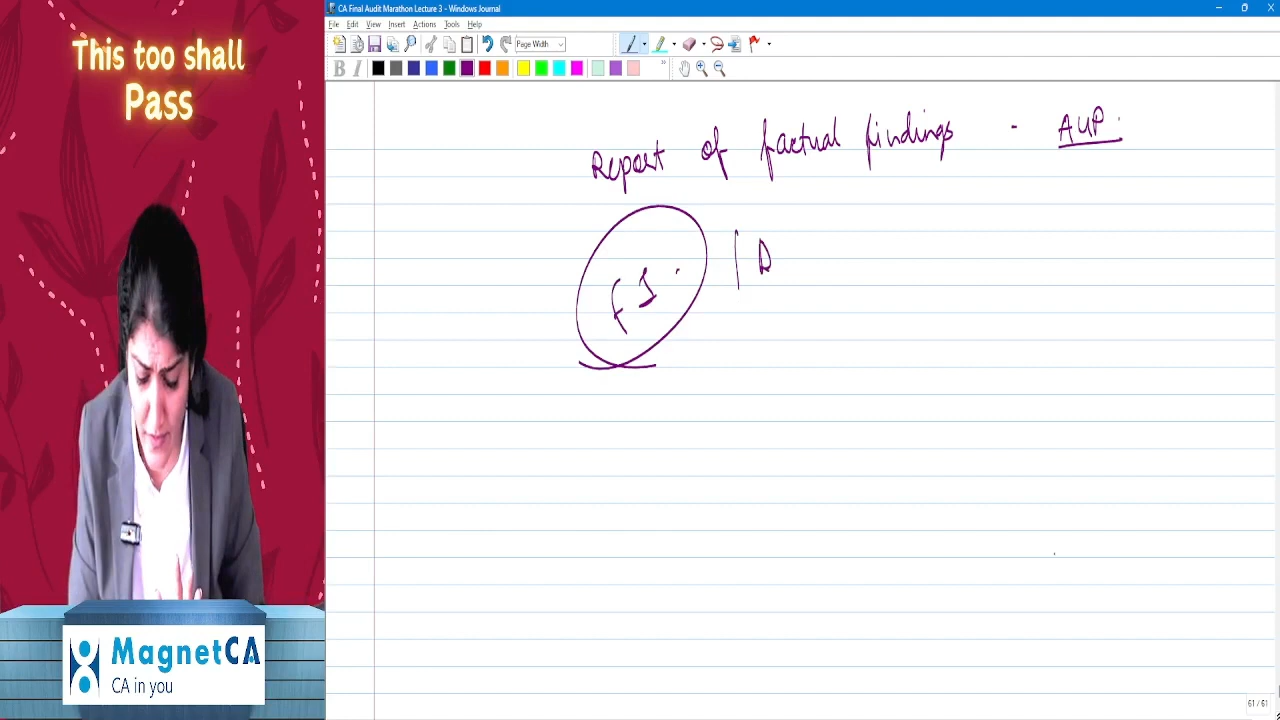 This too shall
Pass
CA Final Audit Marathon Lecture 3 - Windows Journal
File Edit View Insert Actions Tools Help
Page Width
B I
Report of factual findings - AUP.
| D
MagnetCA
CA in you
61 / 61